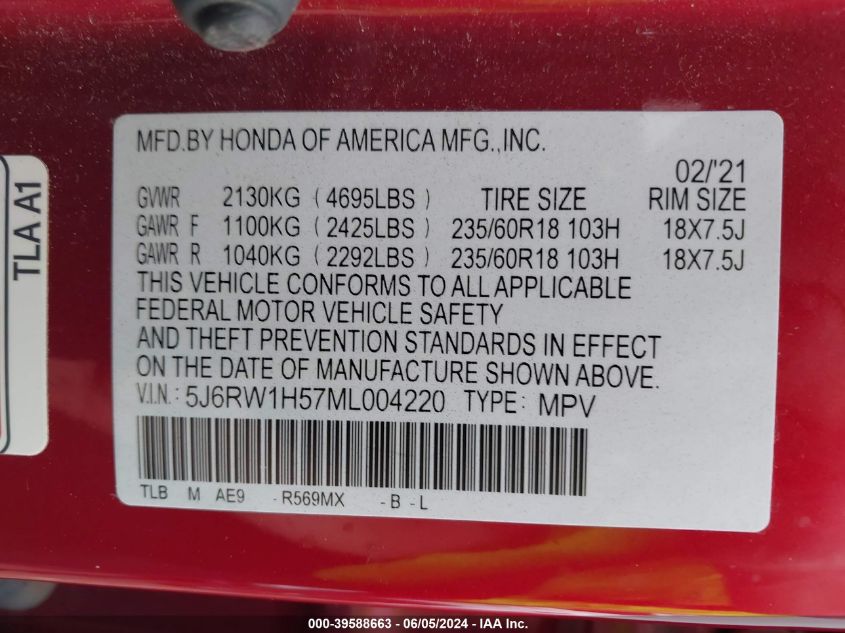 MFD.BY HONDA OF AMERICA MFG.,INC.
02/'21
GVWR 2130KG (4695LBS) TIRE SIZE RIM SIZE
GAWR F 1100KG (2425LBS) 235/60R18 103H 18X7.5J
GAWR R 1040KG (2292LBS) 235/60R18 103H 18X7.5J
THIS VEHICLE CONFORMS TO ALL APPLICABLE
FEDERAL MOTOR VEHICLE SAFETY
AND THEFT PREVENTION STANDARDS IN EFFECT
ON THE DATE OF MANUFACTURE SHOWN ABOVE.
V.I.N.: 5J6RW1H57ML004220 TYPE: MPV
TLB M AE9 -R569MX -B -L
TLA A1
000-39588663 - 06/05/2024 - IAA Inc.